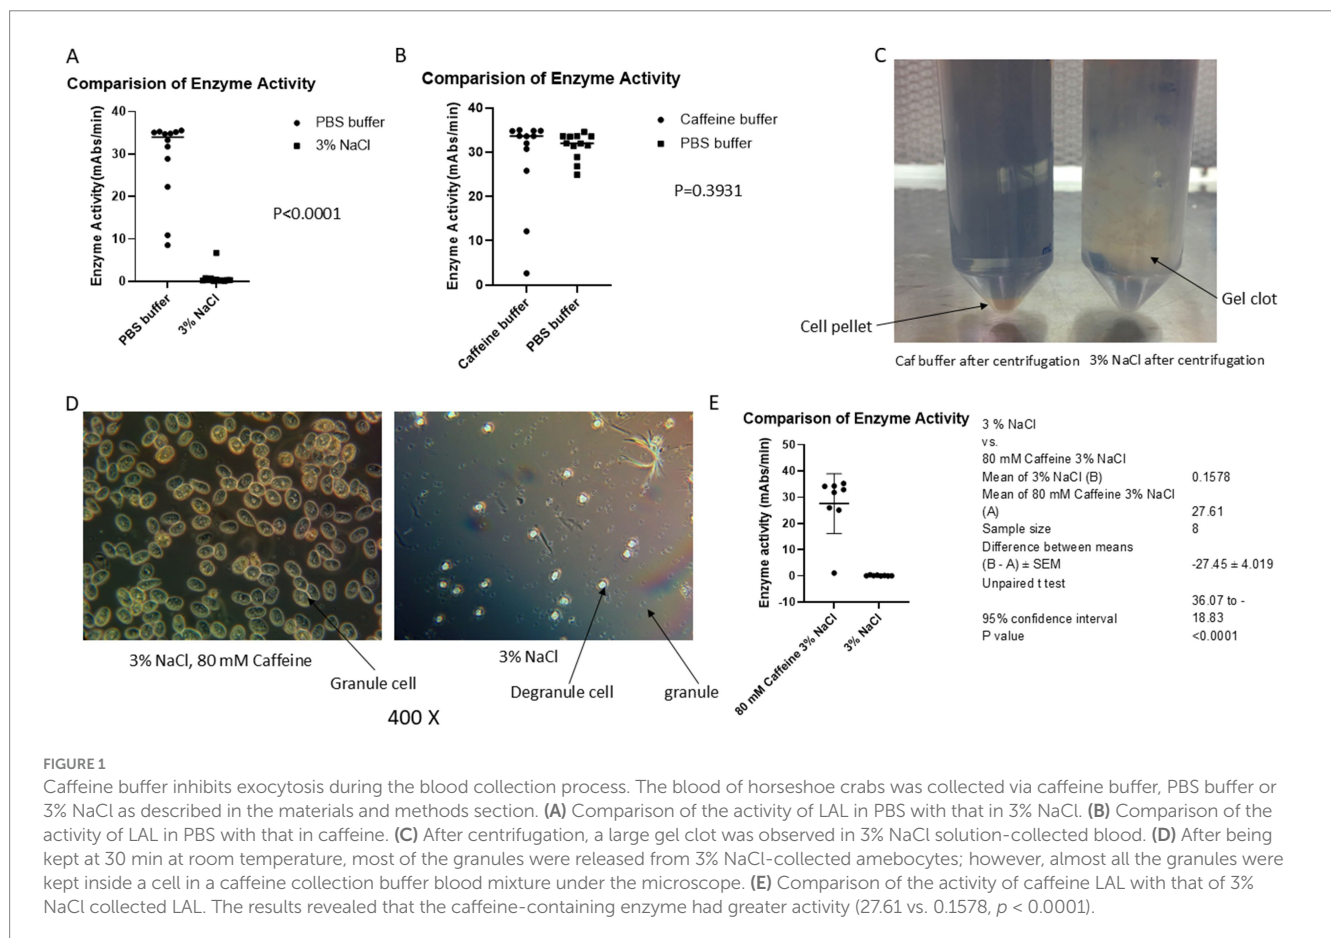 A
Comparision of Enzyme Activity
Enzyme Activity(mAbs/min)
40
30
20
10
0
PBS buffer
3% NaCl
PBS buffer
3% NaCl
P<0.0001
B
Comparision of Enzyme Activity
Enzyme Activity(mAbs/min)
40
30
20
10
0
Caffeine buffer
PBS buffer
Caffeine buffer
PBS buffer
P=0.3931
C
Cell pellet
Gel clot
Caf buffer after centrifugation
3% NaCl after centrifugation
D
3% NaCl, 80 mM Caffeine
3% NaCl
Granule cell
Degranule cell
granule
400 X
E
Comparison of Enzyme Activity
Enzyme activity (mAbs/min)
50
40
30
20
10
0
-10
80 mM Caffeine 3% NaCl
3% NaCl
3 % NaCl
vs.
80 mM Caffeine 3% NaCl
Mean of 3% NaCl (B) 0.1578
Mean of 80 mM Caffeine 3% NaCl
(A) 27.61
Sample size 8
Difference between means
(B - A) ± SEM -27.45 ± 4.019
Unpaired t test
36.07 to -
95% confidence interval 18.83
P value <0.0001
FIGURE 1
Caffeine buffer inhibits exocytosis during the blood collection process. The blood of horseshoe crabs was collected via caffeine buffer, PBS buffer or
3% NaCl as described in the materials and methods section. (A) Comparison of the activity of LAL in PBS with that in 3% NaCl. (B) Comparison of the
activity of LAL in PBS with that in caffeine. (C) After centrifugation, a large gel clot was observed in 3% NaCl solution-collected blood. (D) After being
kept at 30 min at room temperature, most of the granules were released from 3% NaCl-collected amebocytes; however, almost all the granules were
kept inside a cell in a caffeine collection buffer blood mixture under the microscope. (E) Comparison of the activity of caffeine LAL with that of 3%
NaCl collected LAL. The results revealed that the caffeine-containing enzyme had greater activity (27.61 vs. 0.1578, p < 0.0001).